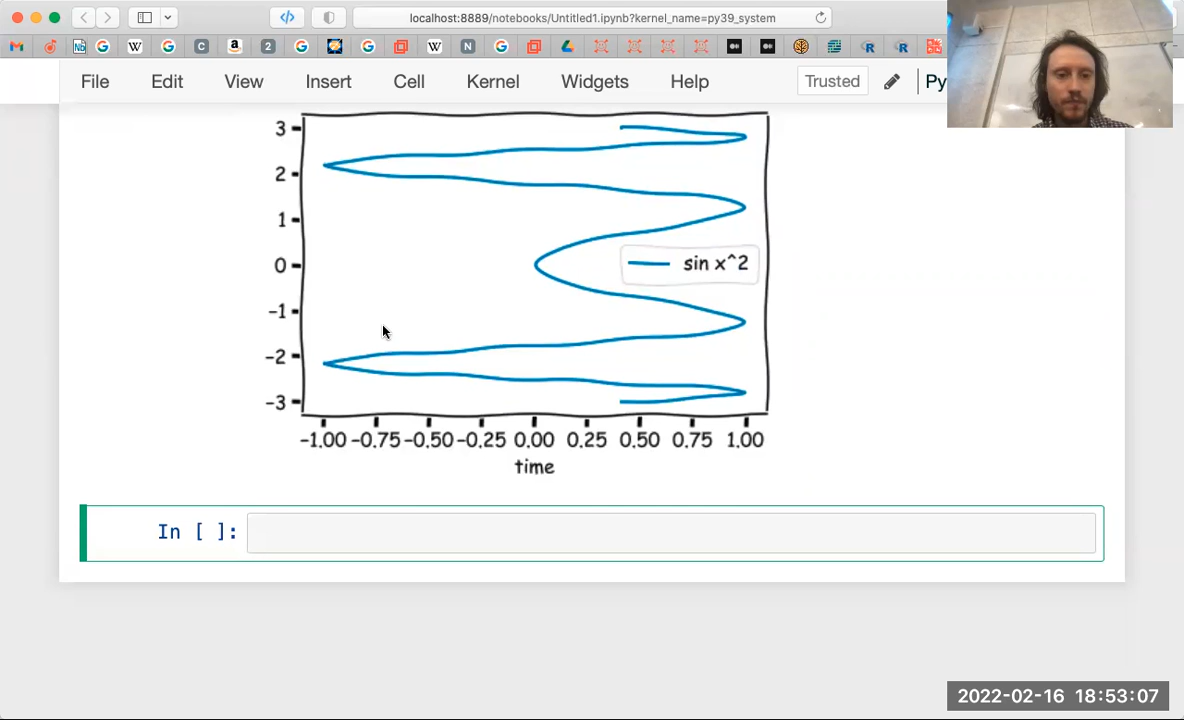 localhost:8889/notebooks/Untitled1.ipynb?kernel_name=py39_system
File Edit View Insert Cell Kernel Widgets Help Trusted Py
3
2
1
0
sin x^2
-1
-2
-3
-1.00 -0.75 -0.50 -0.25 0.00 0.25 0.50 0.75 1.00
time
In [ ]:
2022-02-16 18:53:07